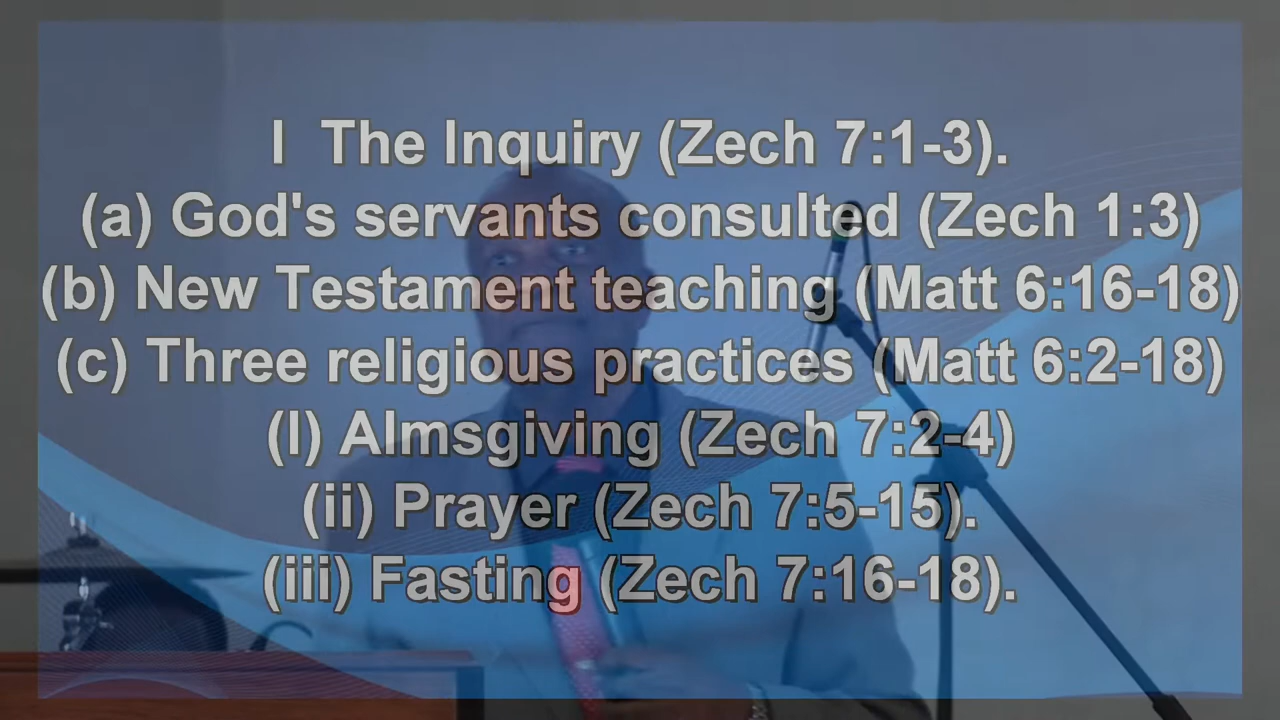 I The Inquiry (Zech 7:1-3).
(a) God's servants consulted (Zech 1:3)
(b) New Testament teaching (Matt 6:16-18)
(c) Three religious practices (Matt 6:2-18)
(I) Almsgiving (Zech 7:2-4)
(ii) Prayer (Zech 7:5-15).
(iii) Fasting (Zech 7:16-18).